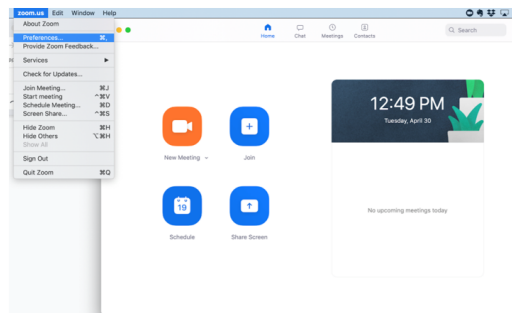 zoom.us Edit Window Help
About Zoom
Preferences... ⌘,
Provide Zoom Feedback...
Services ▶
Check for Updates...
Join Meeting... ⌘J
Start meeting ^⌘V
Schedule Meeting... ⌘D
Screen Share... ^⌘S
Hide Zoom ⌘H
Hide Others ⌥⌘H
Show All
Sign Out
Quit Zoom ⌘Q
Home Chat Meetings Contacts
Search
New Meeting
Join
19
Schedule
Share Screen
12:49 PM
Tuesday, April 30
No upcoming meetings today